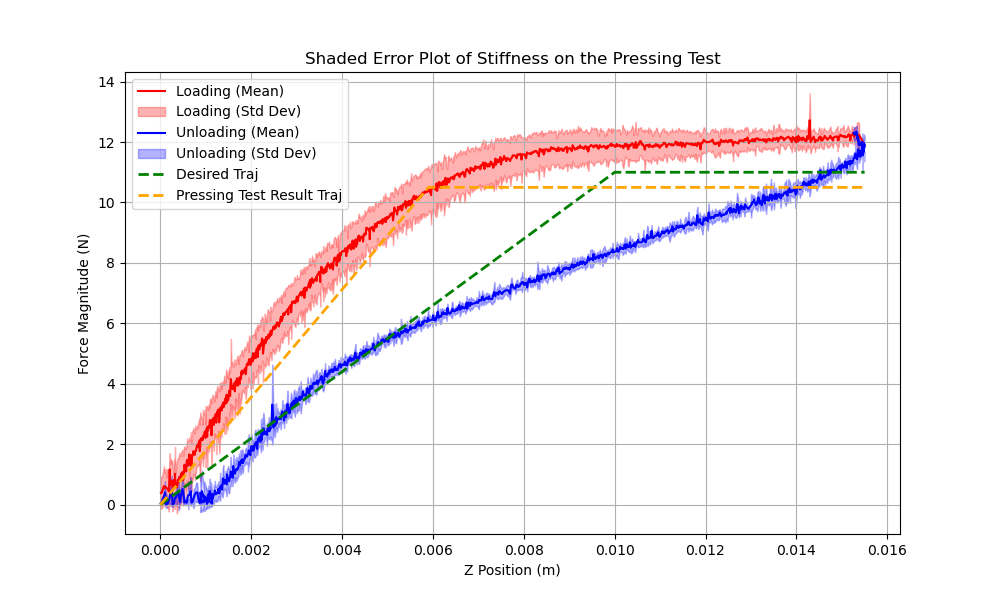 Shaded Error Plot of Stiffness on the Pressing Test
Loading (Mean)
Loading (Std Dev)
Unloading (Mean)
Unloading (Std Dev)
Desired Traj
Pressing Test Result Traj
Force Magnitude (N)
14
12
10
8
6
4
2
0
0.000 0.002 0.004 0.006 0.008 0.010 0.012 0.014 0.016
Z Position (m)